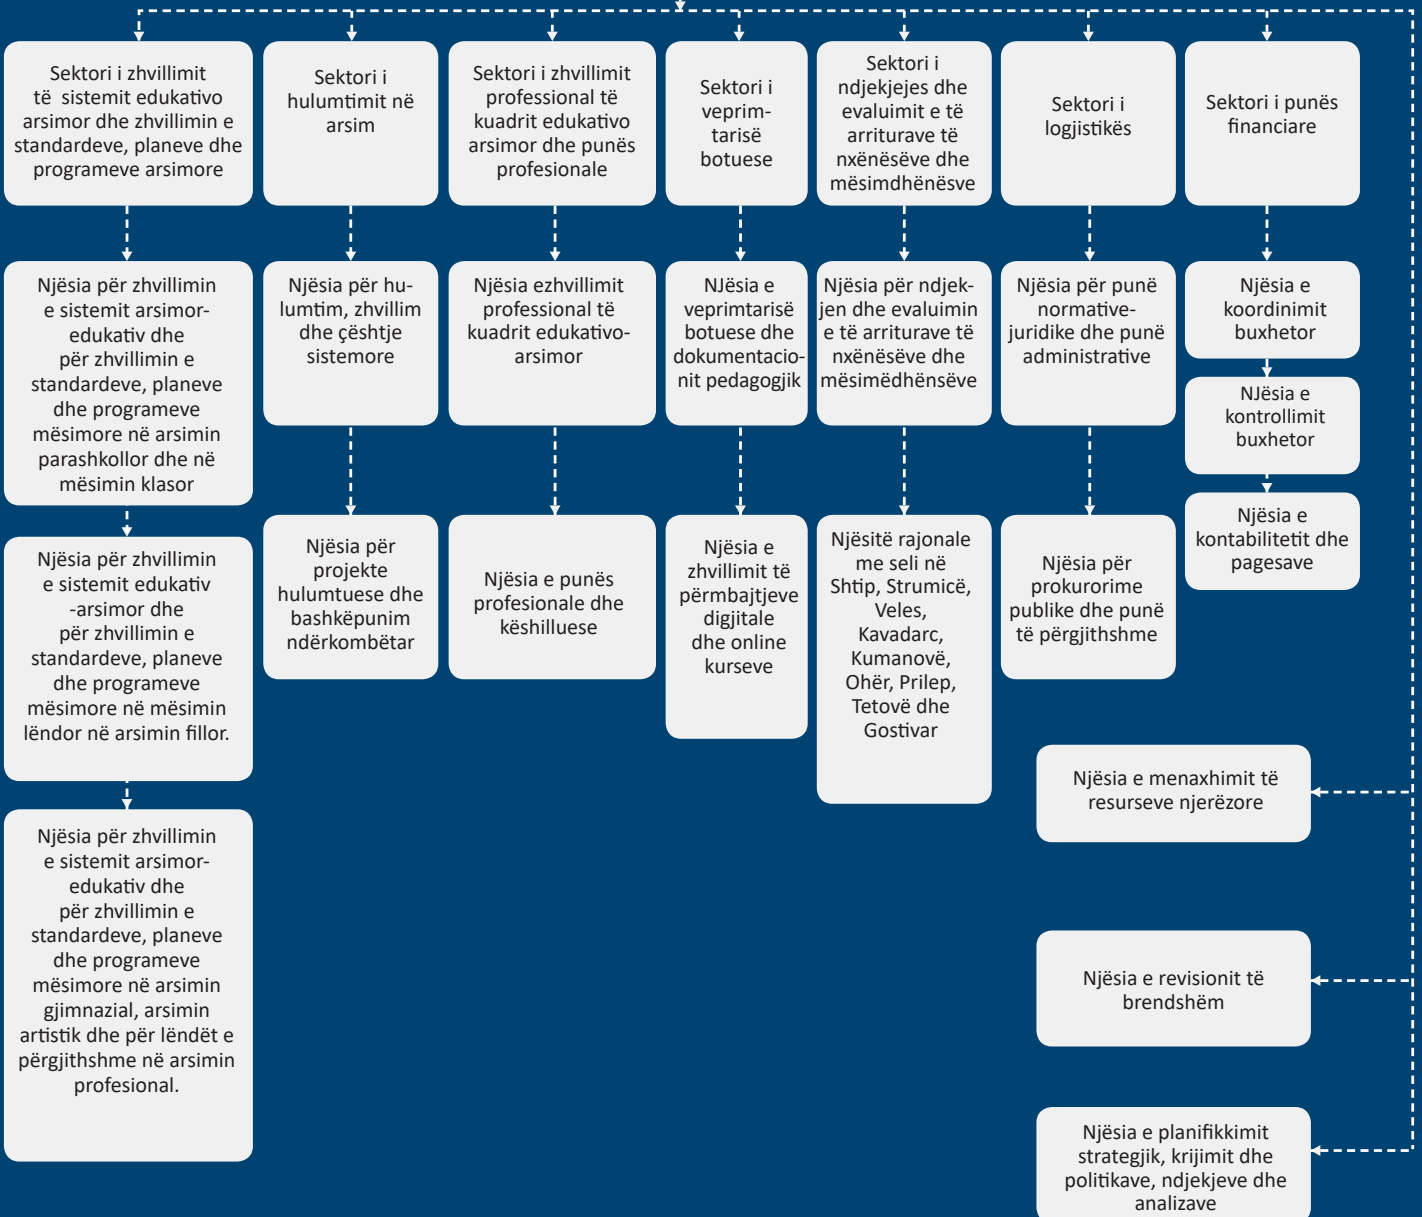 Sektori i zhvillimit
të sistemit edukativo
arsimor dhe zhvillimin e
standardeve, planeve dhe
programeve arsimore
Sektori i
hulumtimit në
arsim
Sektori i zhvillimit
professional të
kuadrit edukativo
arsimor dhe punës
profesionale
Sektori i
veprim-
tarisë
botuese
Sektori i
ndjekjejes dhe
evaluimit e të
arriturave të
nxënësëve dhe
mësimdhënësve
Sektori i
logjistikës
Sektori i punës
financiare
Njësia për zhvillimin
e sistemit arsimor-
edukativ dhe
për zhvillimin e
standardeve, planeve
dhe programeve
mësimore në arsimin
parashkollor dhe në
mësimin klasor
Njësia për hu-
lumtim, zhvillim
dhe çështje
sistemore
Njësia ezhvillimit
professional të
kuadrit edukativo-
arsimor
NJësia e
veprimtarisë
botuese dhe
dokumentacio-
nit pedagogjik
Njësia për ndjek-
jen dhe evaluimin
e të arriturave të
nxënësëve dhe
mësimëdhënsëve
Njësia për punë
normative-
juridike dhe punë
administrative
Njësia e
koordinimit
buxhetor
NJësia e
kontrollimit
buxhetor
Njësia e
kontabilitetit dhe
pagesave
Njësia për zhvillimin
e sistemit edukativ
-arsimor dhe
për zhvillimin e
standardeve, planeve
dhe programeve
mësimore në mësimin
lëndor në arsimin fillor.
Njësia për
projekte
hulumtuese dhe
bashkëpunim
ndërkombëtar
Njësia e punës
profesionale dhe
këshilluese
Njësia e
zhvillimit të
përmbajtjeve
digjitale
dhe online
kurseve
Njësitë rajonale
me seli në
Shtip, Strumicë,
Veles,
Kavadarc,
Kumanovë,
Ohër, Prilep,
Tetovë dhe
Gostivar
Njësia për
prokurorime
publike dhe punë
të përgjithshme
Njësia e menaxhimit të
resurseve njerëzore
Njësia për zhvillimin
e sistemit arsimor-
edukativ dhe
për zhvillimin e
standardeve, planeve
dhe programeve
mësimore në arsimin
gjimnazial, arsimin
artistik dhe për lëndët e
përgjithshme në arsimin
profesional.
Njësia e revisionit të
brendshëm
Njësia e planifikkimit
strategjik, krijimit dhe
politikave, ndjekjeve dhe
analizave